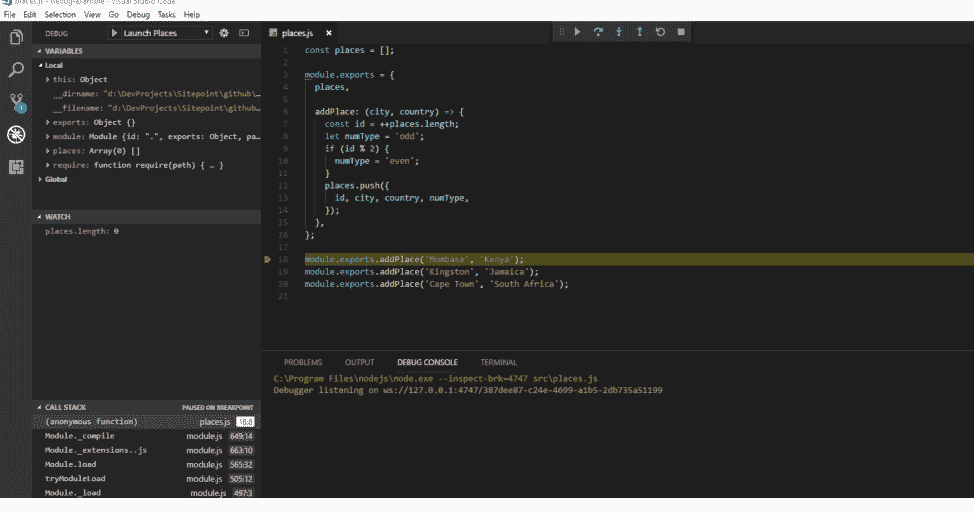 places.js - debug-example - Visual Studio Code
File Edit Selection View Go Debug Tasks Help
DEBUG Launch Places
places.js
VARIABLES
Local
this: Object
__dirname: "d:\DevProjects\Sitepoint\github\…
__filename: "d:\DevProjects\Sitepoint\github…
exports: Object {}
module: Module {id: ".", exports: Object, pa…
places: Array(0) []
require: function require(path) { … }
Global
WATCH
places.length: 0
CALL STACK PAUSED ON BREAKPOINT
(anonymous function) places.js 18:8
Module._compile module.js 649:14
Module._extensions..js module.js 663:10
Module.load module.js 565:32
tryModuleLoad module.js 505:12
Module._load module.js 497:3
1 const places = [];
2
3 module.exports = {
4 places,
5
6 addPlace: (city, country) => {
7 const id = ++places.length;
8 let numType = 'odd';
9 if (id % 2) {
10 numType = 'even';
11 }
12 places.push({
13 id, city, country, numType,
14 });
15 },
16 };
17
18 module.exports.addPlace('Mombasa', 'Kenya');
19 module.exports.addPlace('Kingston', 'Jamaica');
20 module.exports.addPlace('Cape Town', 'South Africa');
21
PROBLEMS OUTPUT DEBUG CONSOLE TERMINAL
C:\Program Files\nodejs\node.exe --inspect-brk=4747 src\places.js
Debugger listening on ws://127.0.0.1:4747/387dee87-c24e-4699-a1b5-2db735a51199